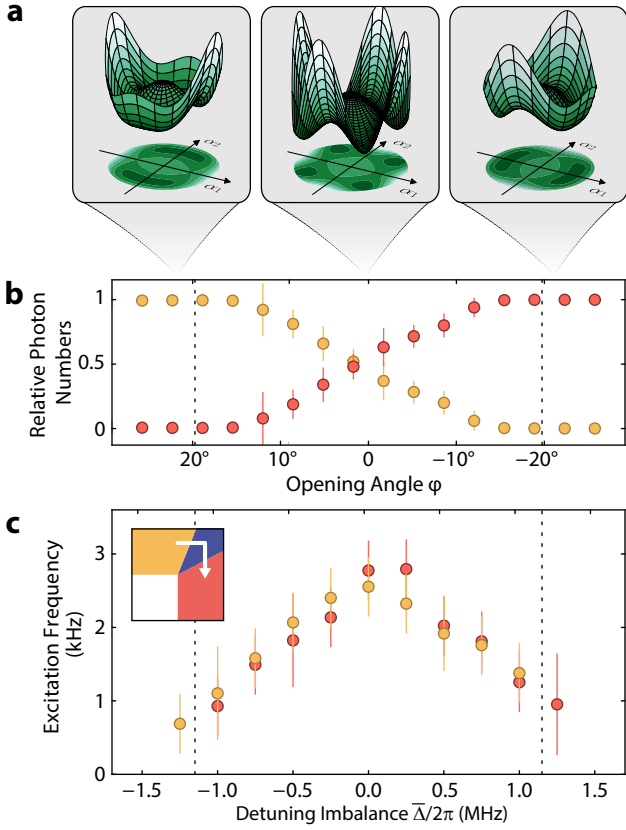 a
α₂
α₁
α₂
α₁
α₂
α₁
b
Relative Photon
Numbers
1
0.5
0
20°
10°
0
−10°
−20°
Opening Angle φ
c
Excitation Frequency
(kHz)
3
2
1
0
−1.5
−1.0
−0.5
0.0
0.5
1.0
1.5
Detuning Imbalance Δ̅/2π (MHz)